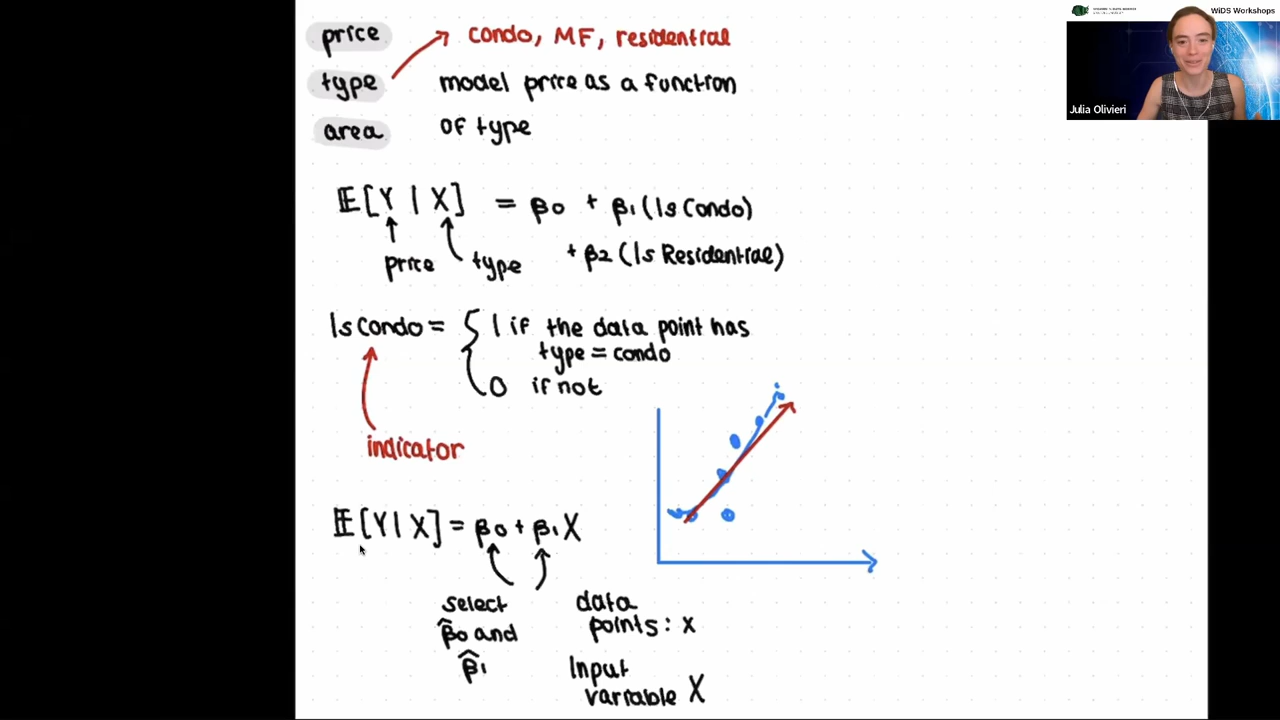 price
condo, MF, residential
type
model price as a function
area
of type
𝔼[Y | X] = β0 + β1 (Is Condo)
+ β2 (Is Residential)
price
type
Is Condo = { 1 if the data point has
type = condo
0 if not
indicator
𝔼[Y | X] = β0 + β1 X
select
β̂0 and
β̂1
data
points: x
Input
variable X
WiDS Workshops
Julia Olivieri